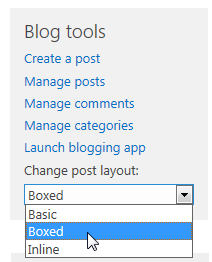 Blog tools
Create a post
Manage posts
Manage comments
Manage categories
Launch blogging app
Change post layout:
Boxed
Basic
Boxed
Inline